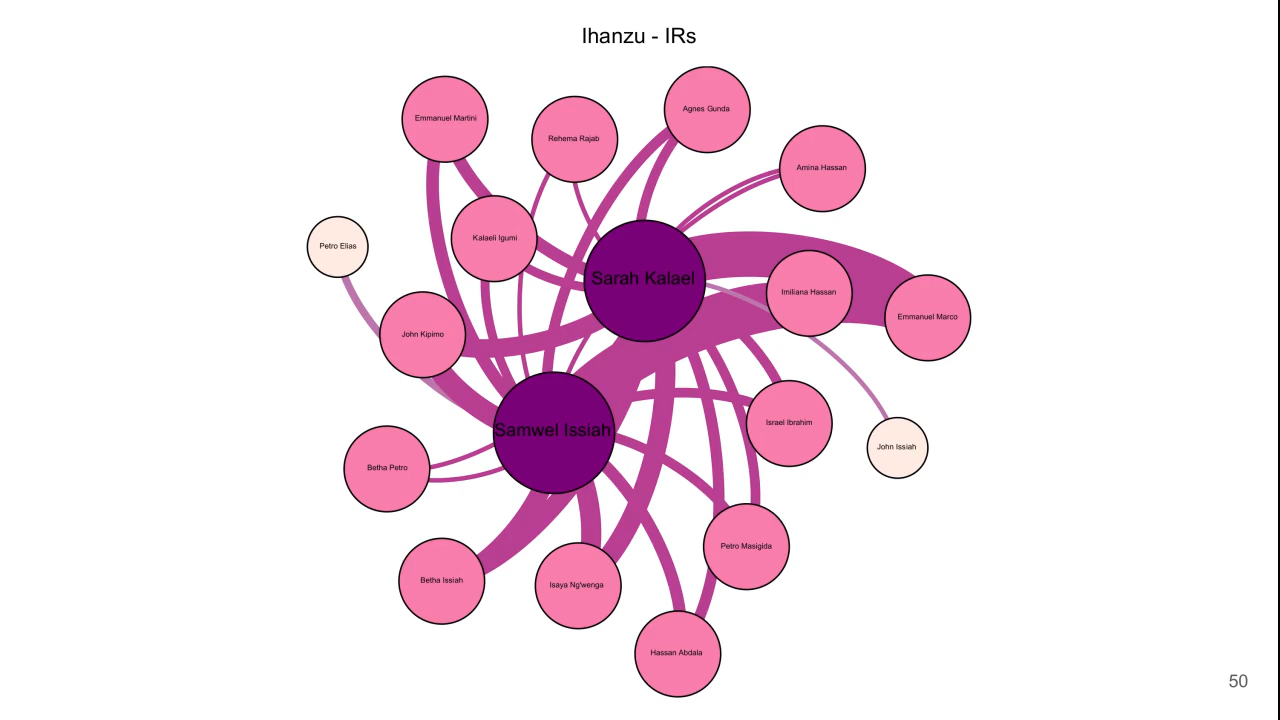 Ihanzu - IRs
Agnes Gunda
Emmanuel Martini
Rehema Rajab
Amina Hassan
Kalaeli Igumi
Petro Elias
Sarah Kalael
Imiliana Hassan
Emmanuel Marco
John Kipimo
Israel Ibrahim
Samwel Issiah
John Issiah
Betha Petro
Petro Masigida
Betha Issiah
Isaya Ng'wenga
Hassan Abdala
50